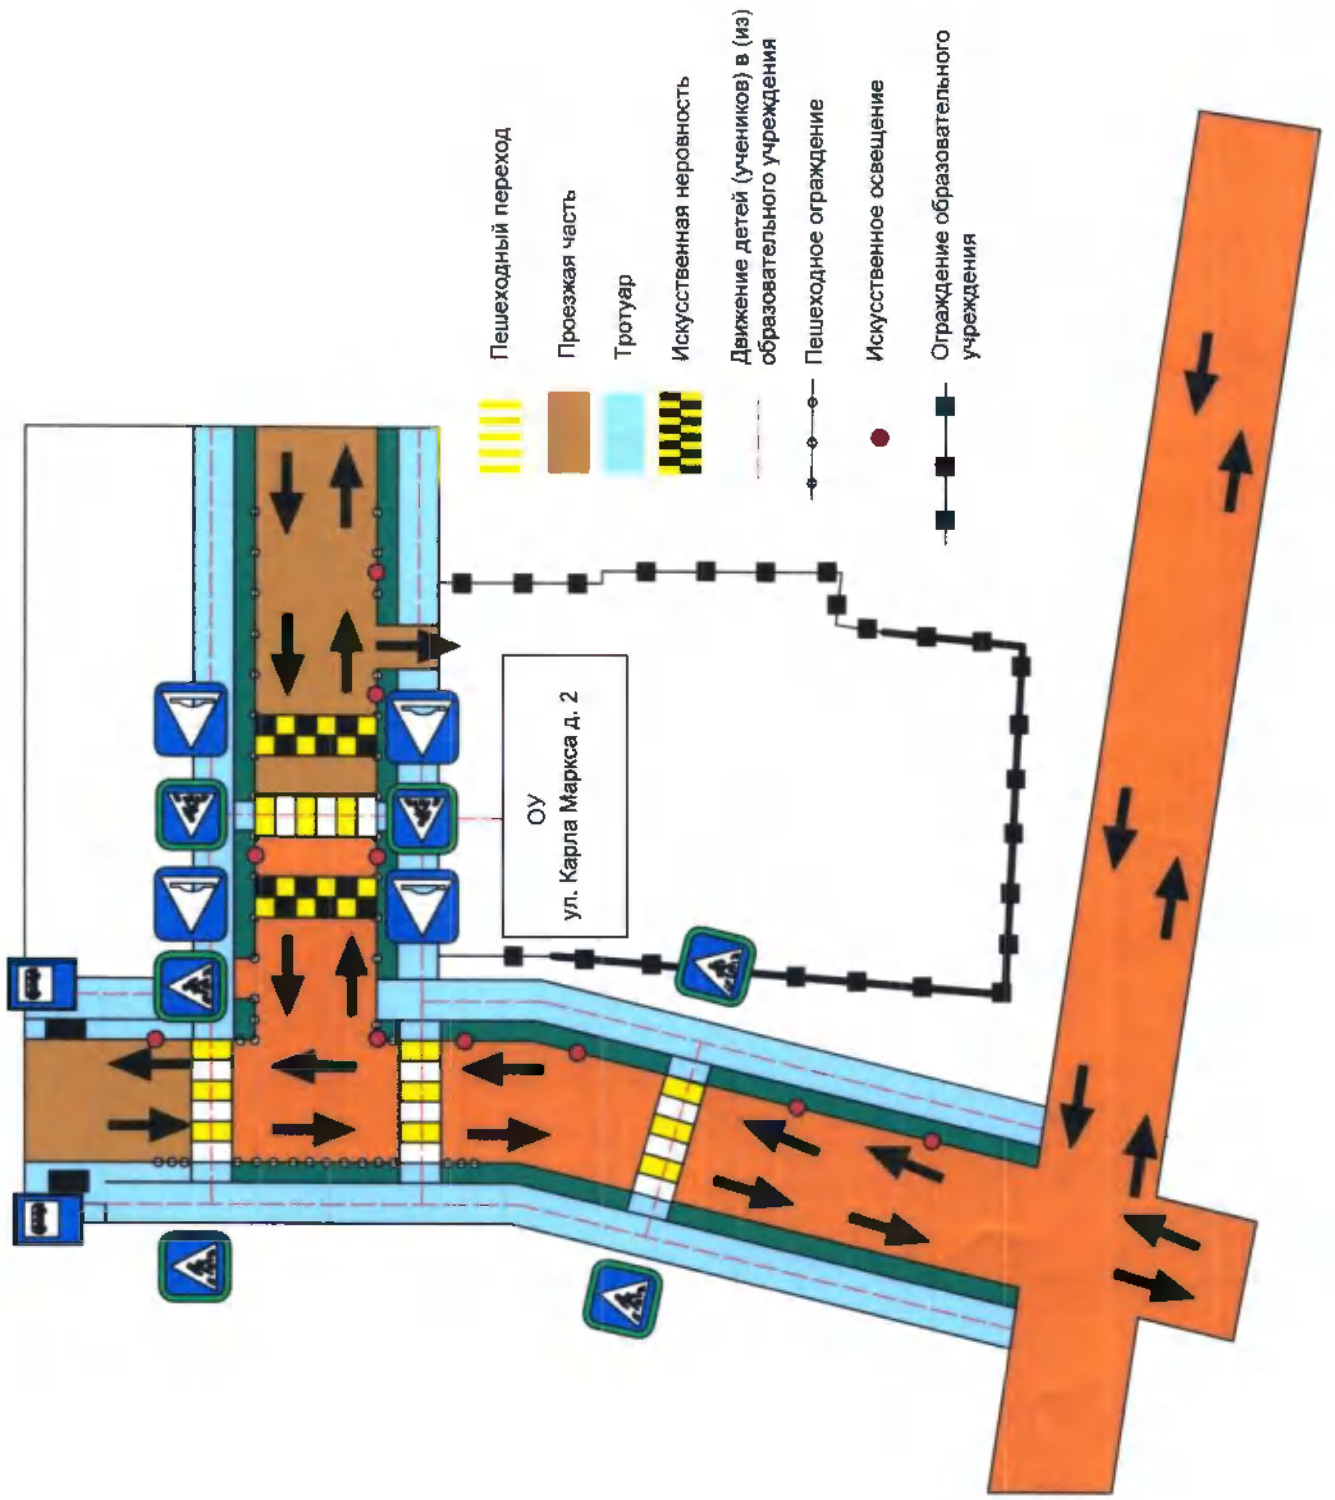 Пешеходный переход
Проезжая часть
Тротуар
Искусственная неровность
Движение детей (учеников) в (из)
образовательного учреждения
Пешеходное ограждение
Искусственное освещение
Ограждение образовательного
учреждения
ОУ
ул. Карла Маркса д. 2